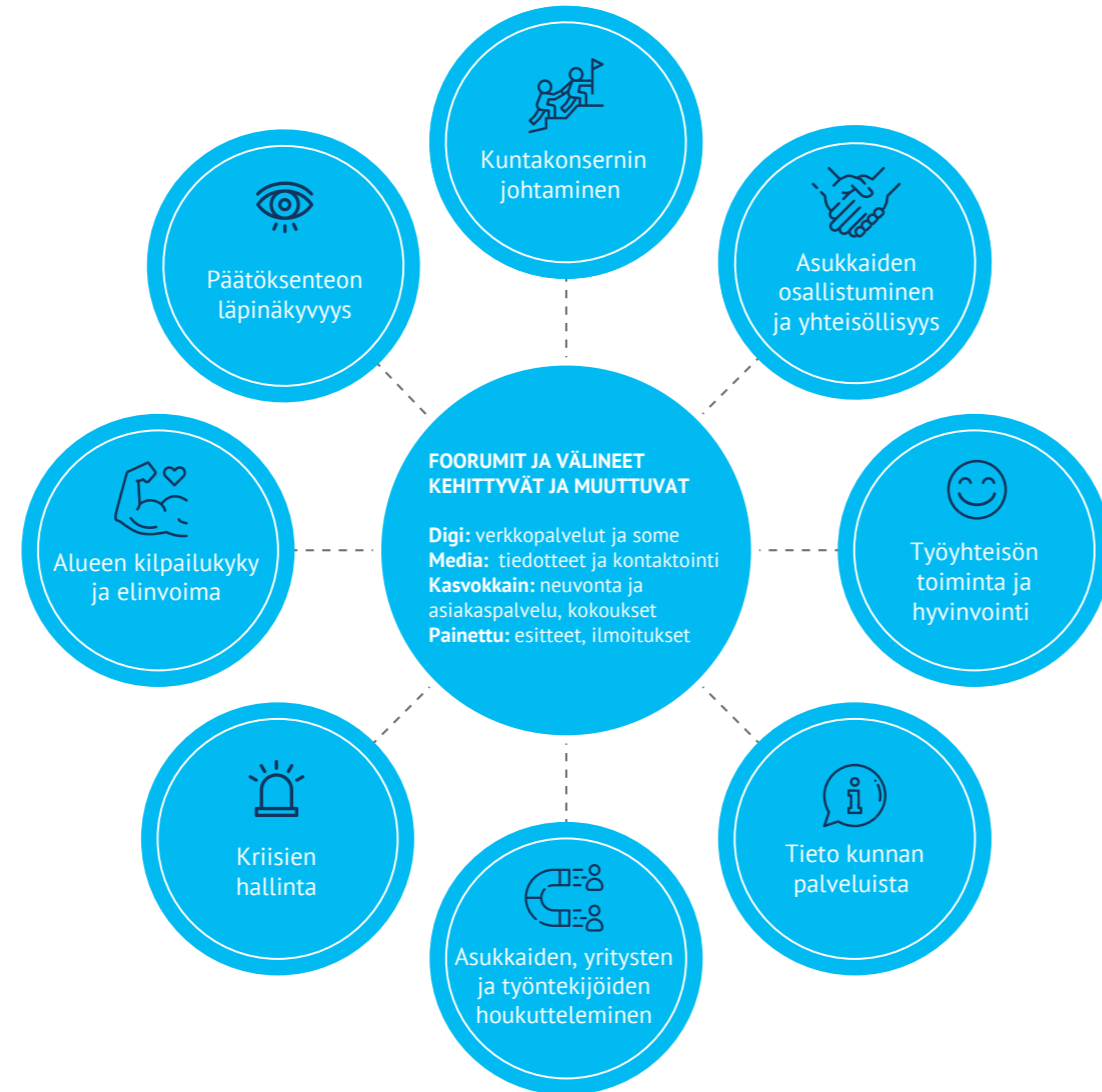 Kuntakonsernin
johtaminen
Asukkaiden
osallistuminen
ja yhteisöllisyys
Työyhteisön
toiminta ja
hyvinvointi
Tieto kunnan
palveluista
Asukkaiden, yritysten
ja työntekijöiden
houkutteleminen
Kriisien
hallinta
Alueen kilpailukyky
ja elinvoima
Päätöksenteon
läpinäkyvyys
FOORUMIT JA VÄLINEET
KEHITTYVÄT JA MUUTTUVAT
Digi: verkkopalvelut ja some
Media: tiedotteet ja kontaktointi
Kasvokkain: neuvonta ja
asiakaspalvelu, kokoukset
Painettu: esitteet, ilmoitukset